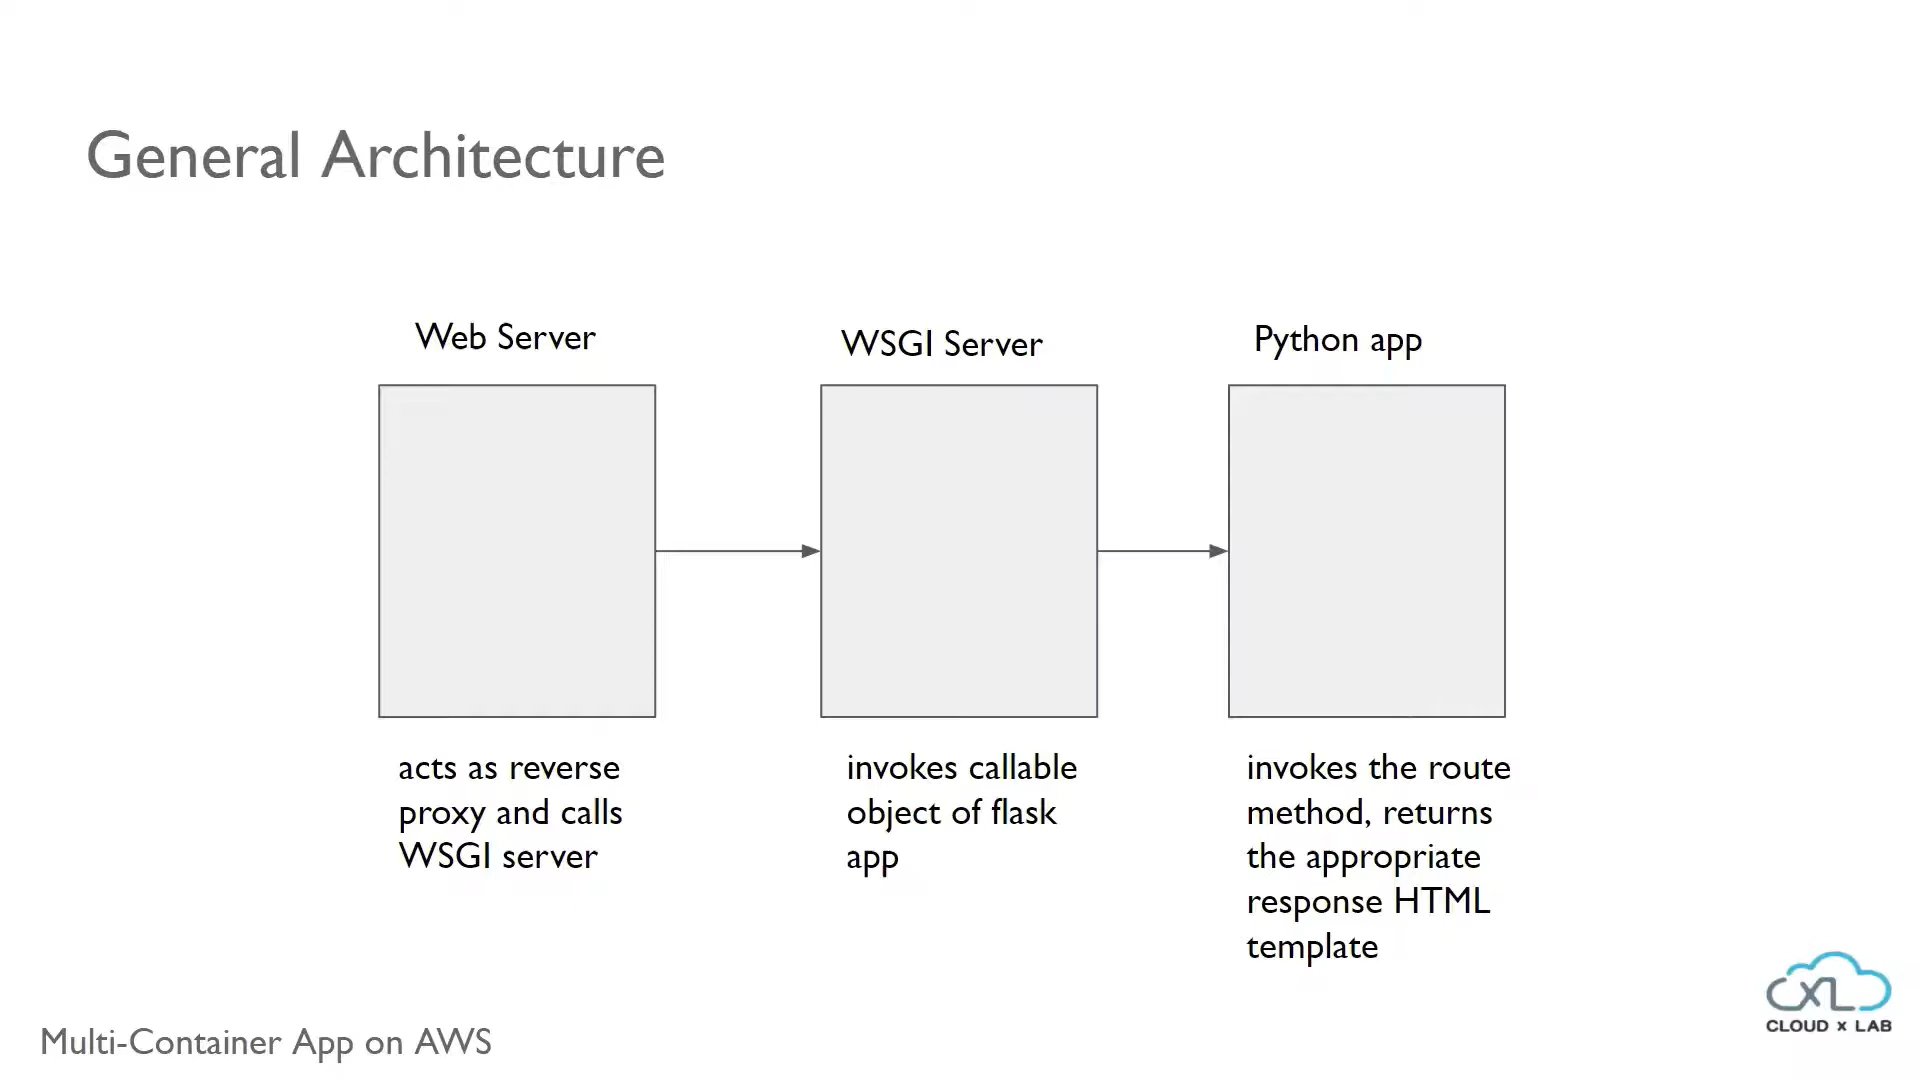 General Architecture
Web Server
WSGI Server
Python app
acts as reverse
proxy and calls
WSGI server
invokes callable
object of flask
app
invokes the route
method, returns
the appropriate
response HTML
template
CXL
CLOUD x LAB
Multi-Container App on AWS